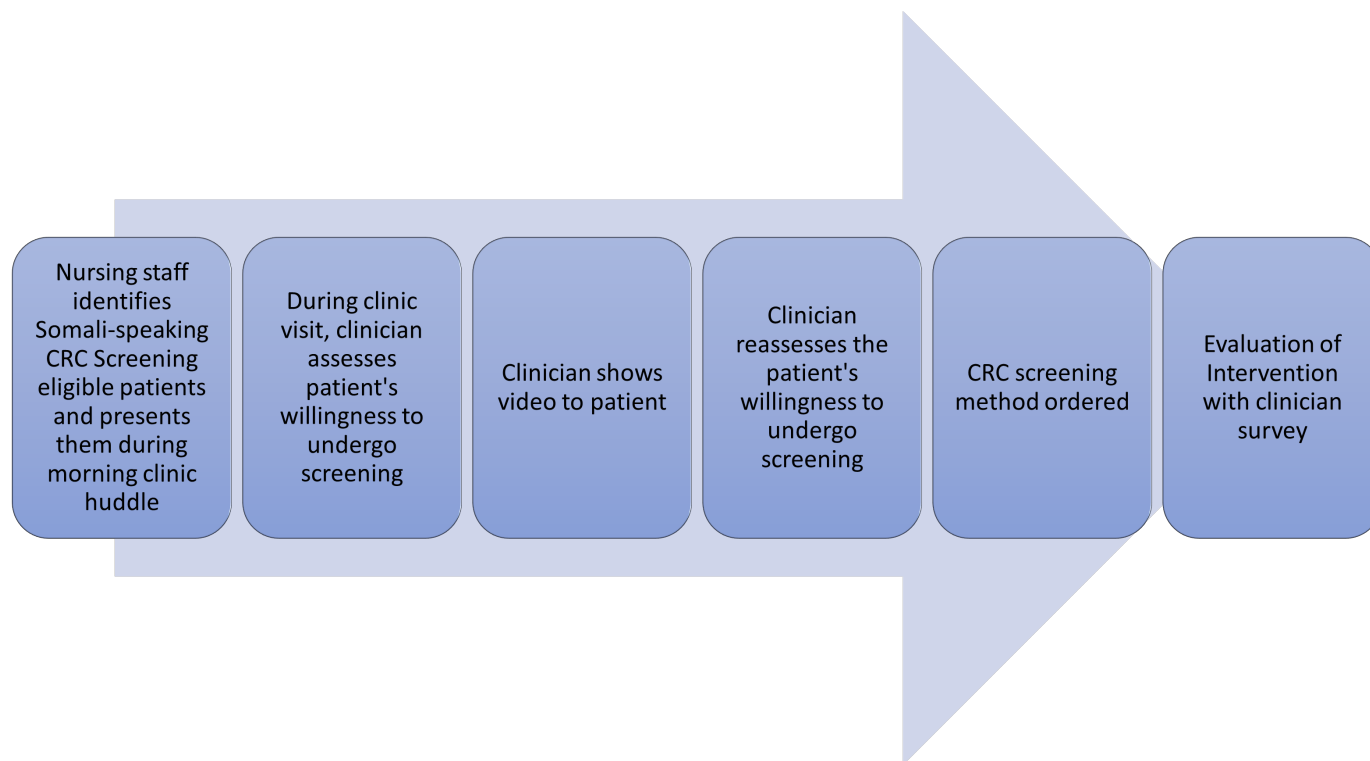 Nursing staff
identifies
Somali-speaking
CRC Screening
eligible patients
and presents
them during
morning clinic
huddle
During clinic
visit, clinician
assesses
patient's
willingness to
undergo
screening
Clinician shows
video to patient
Clinician
reassesses the
patient's
willingness to
undergo
screening
CRC screening
method ordered
Evaluation of
Intervention
with clinician
survey